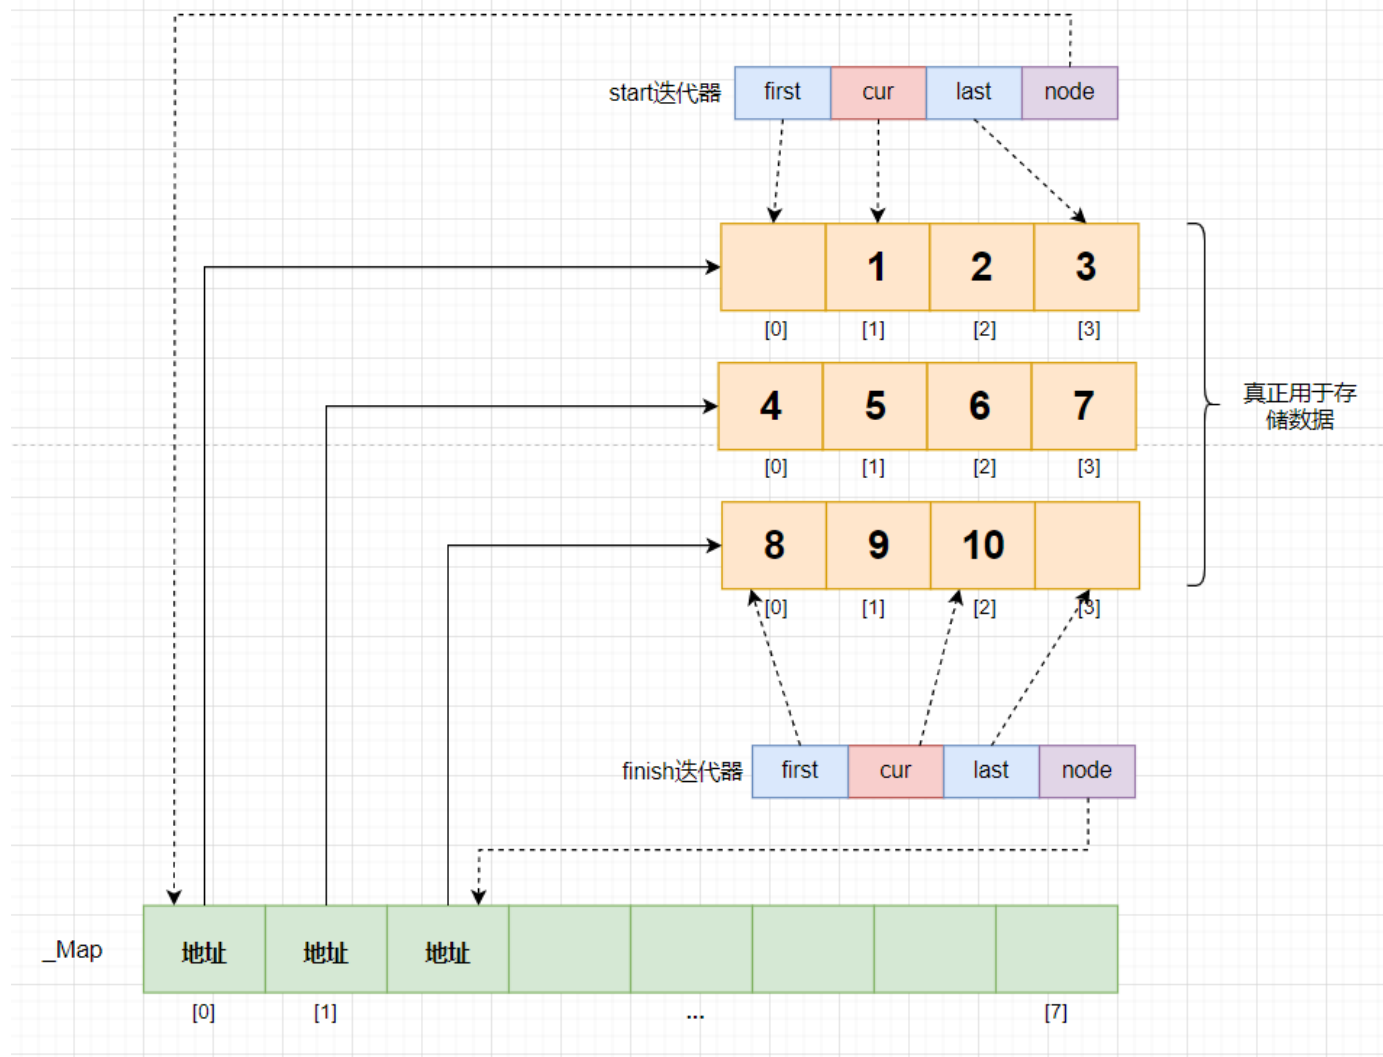 start迭代器 first cur last node
1 2 3
[0] [1] [2] [3]
4 5 6 7
真正用于存
储数据
[0] [1] [2] [3]
8 9 10
[0] [1] [2] [3]
finish迭代器 first cur last node
_Map 地址 地址 地址
[0] [1] ... [7]